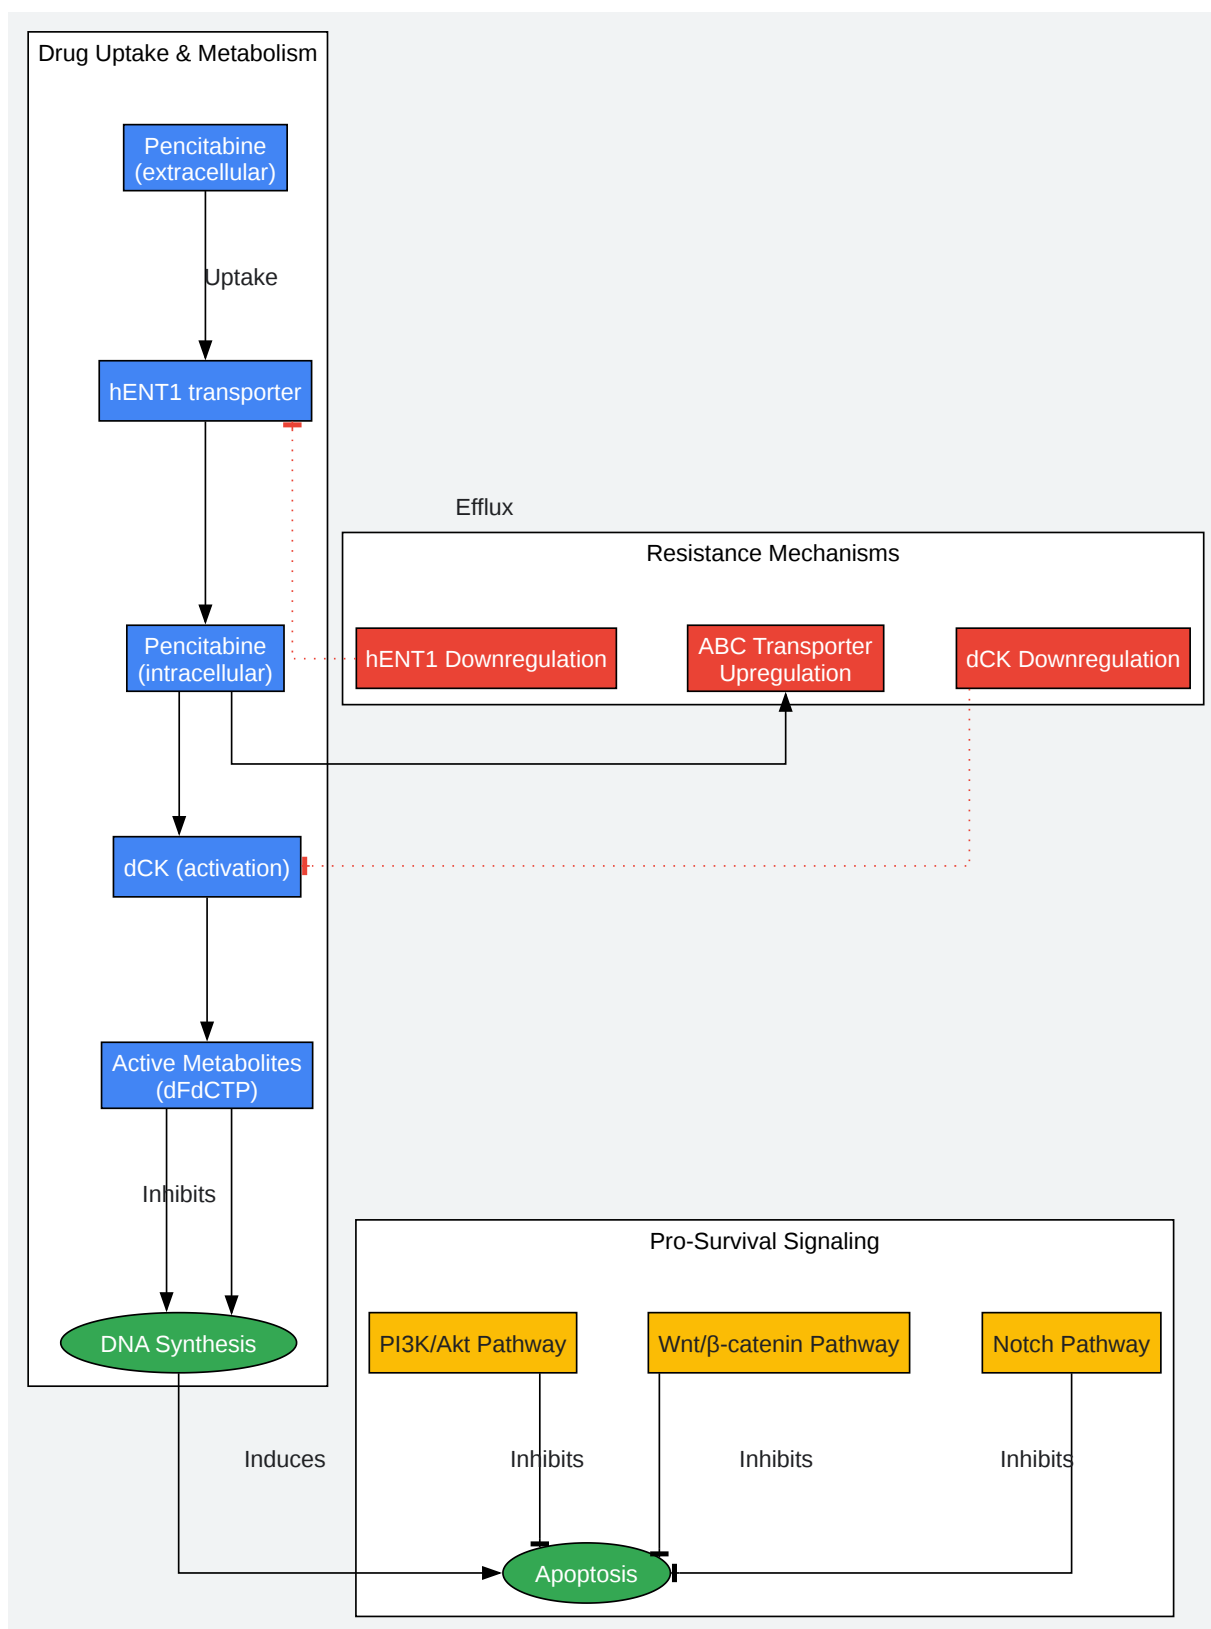 Drug Uptake & Metabolism
Pencitabine
(extracellular)
Uptake
hENT1 transporter
Efflux
Resistance Mechanisms
Pencitabine
(intracellular)
hENT1 Downregulation
ABC Transporter
Upregulation
dCK Downregulation
dCK (activation)
Active Metabolites
(dFdCTP)
Inhibits
Pro-Survival Signaling
DNA Synthesis
PI3K/Akt Pathway
Wnt/β-catenin Pathway
Notch Pathway
Induces
Inhibits
Inhibits
Inhibits
Apoptosis